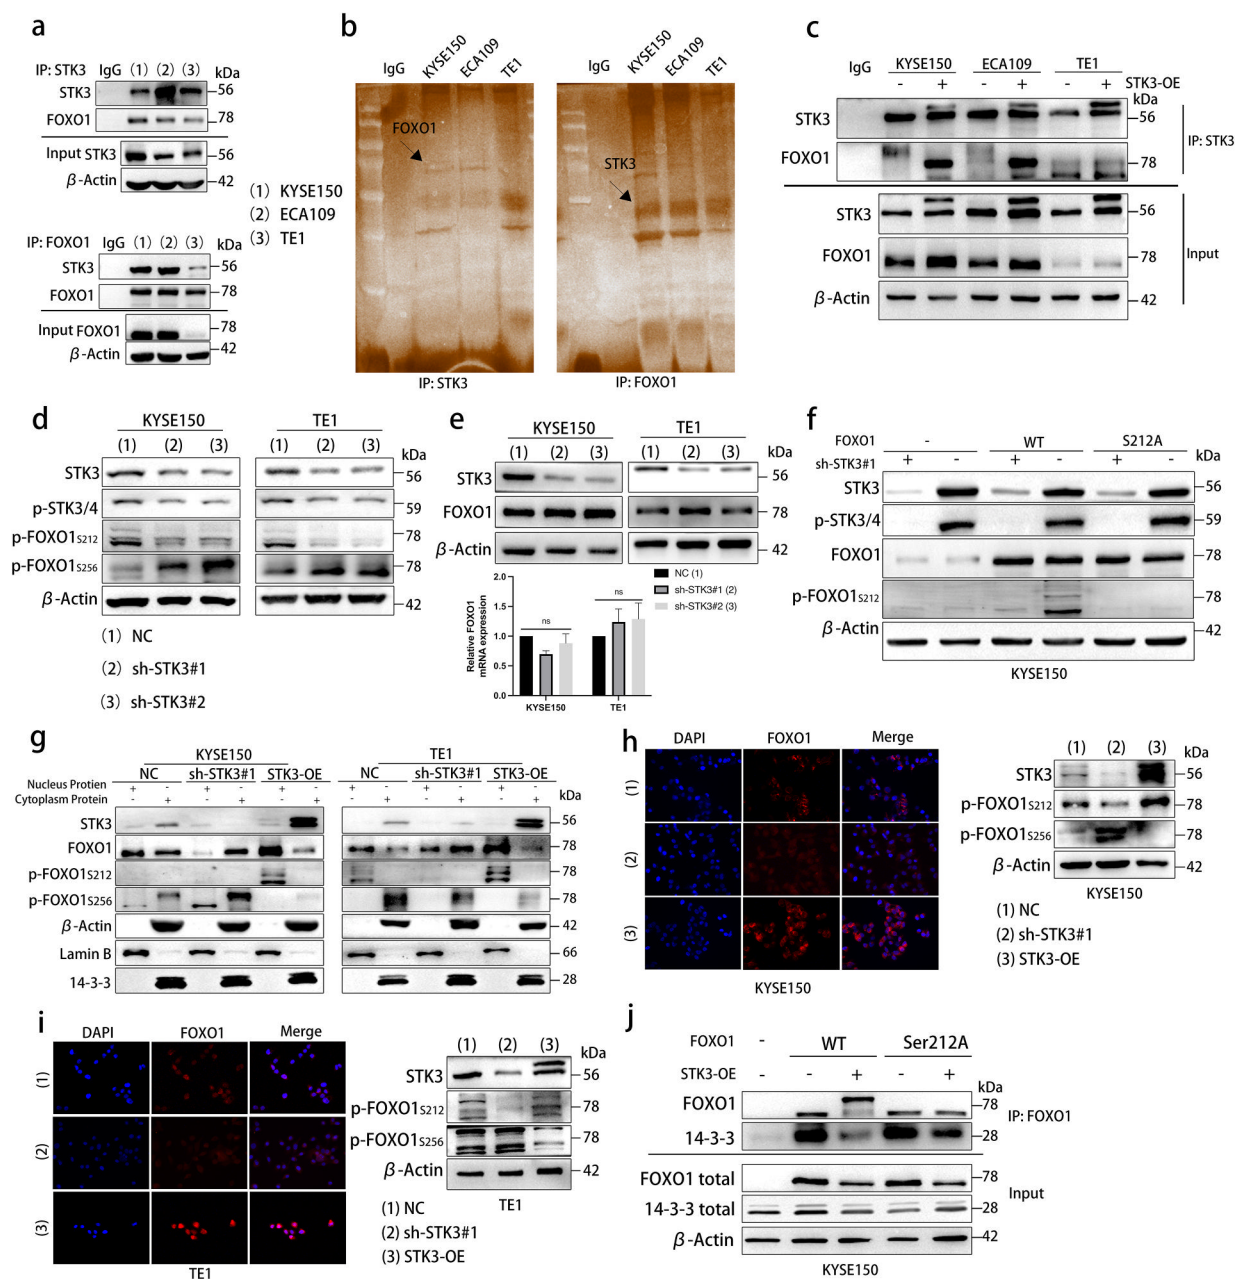 a
IP: STK3 IgG (1) (2) (3) kDa
STK3 56
FOXO1 78
Input STK3 56
β-Actin 42
IP: FOXO1 IgG (1) (2) (3) kDa
STK3 56
FOXO1 78
Input FOXO1 78
β-Actin 42
(1) KYSE150
(2) ECA109
(3) TE1
b
IgG KYSE150 ECA109 TE1
FOXO1
IP: STK3
IgG KYSE150 ECA109 TE1
STK3
IP: FOXO1
c
IgG KYSE150 ECA109 TE1
- + - + - + STK3-OE
kDa
STK3 56
FOXO1 78
IP: STK3
STK3 56
FOXO1 78
β-Actin 42
Input
d
KYSE150 TE1
(1) (2) (3) (1) (2) (3) kDa
STK3 56
p-STK3/4 59
p-FOXO1S212 78
p-FOXO1S256 78
β-Actin 42
(1) NC
(2) sh-STK3#1
(3) sh-STK3#2
e
KYSE150 TE1
(1) (2) (3) (1) (2) (3) kDa
STK3 56
FOXO1 78
β-Actin 42
Relative FOXO1
mRNA expression
2.0
1.5
1.0
0.5
0.0
ns ns
KYSE150 TE1
NC (1)
sh-STK3#1 (2)
sh-STK3#2 (3)
f
FOXO1 - WT S212A
sh-STK3#1 + - + - + - kDa
STK3 56
p-STK3/4 59
FOXO1 78
p-FOXO1S212 78
β-Actin 42
KYSE150
g
KYSE150 TE1
NC sh-STK3#1 STK3-OE NC sh-STK3#1 STK3-OE
Nucleus Protien + - + - + - + - + - + -
Cytoplasm Protein - + - + - + - + - + - + kDa
STK3 56
FOXO1 78
p-FOXO1S212
p-FOXO1S256 78
β-Actin 42
Lamin B 66
14-3-3 28
h
DAPI FOXO1 Merge
(1)
(2)
(3)
KYSE150
(1) (2) (3) kDa
STK3 56
p-FOXO1S212 78
p-FOXO1S256 78
β-Actin 42
KYSE150
(1) NC
(2) sh-STK3#1
(3) STK3-OE
i
DAPI FOXO1 Merge
(1)
(2)
(3)
TE1
(1) (2) (3) kDa
STK3 56
p-FOXO1S212 78
p-FOXO1S256 78
β-Actin 42
TE1
(1) NC
(2) sh-STK3#1
(3) STK3-OE
j
FOXO1 - WT Ser212A
STK3-OE - - + - + kDa
FOXO1 78
14-3-3 28
IP: FOXO1
FOXO1 total 78
14-3-3 total 28
β-Actin 42
Input
KYSE150